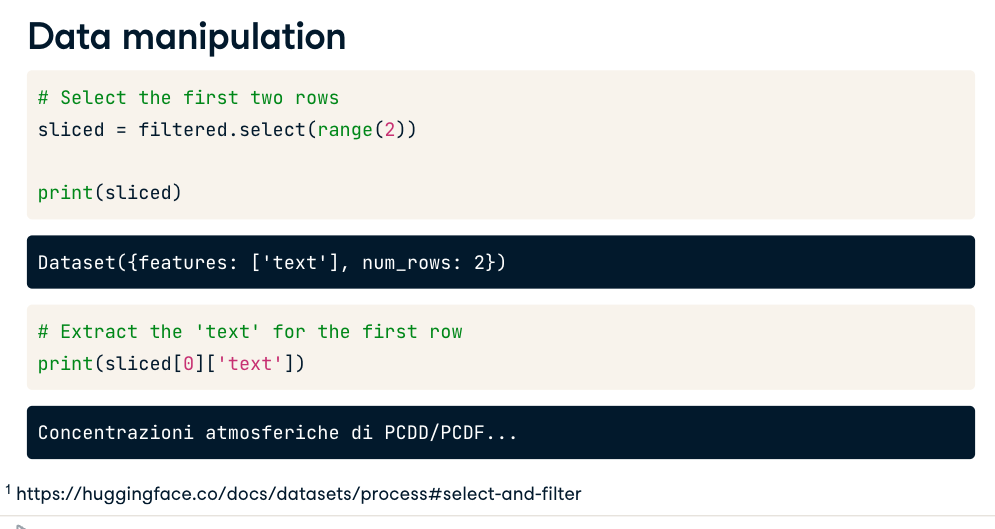 Data manipulation
# Select the first two rows
sliced = filtered.select(range(2))
print(sliced)
Dataset({features: ['text'], num_rows: 2})
# Extract the 'text' for the first row
print(sliced[0]['text'])
Concentrazioni atmosferiche di PCDD/PCDF...
1 https://huggingface.co/docs/datasets/process#select-and-filter